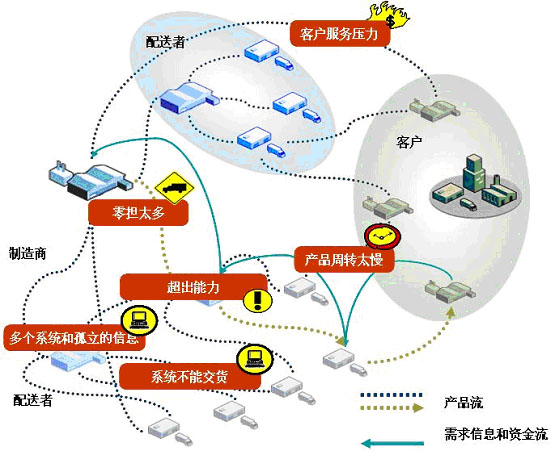 配送者
客户服务压力
$
客户
零担太多
制造商
产品周转太慢
超出能力
!
多个系统和孤立的信息
系统不能交货
配送者
产品流
需求信息和资金流